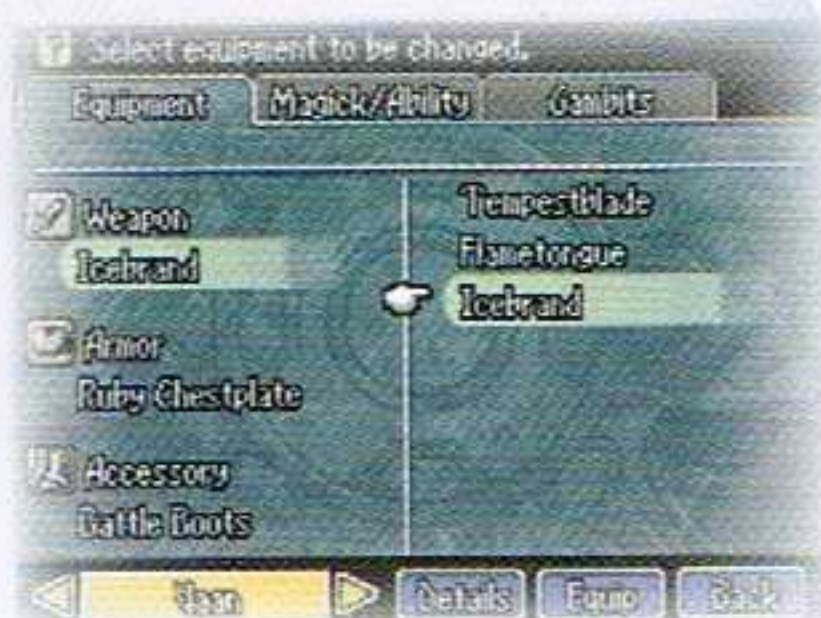 Select equipment to be changed.
Equipment Magick/Ability Gambits
Weapon
Icebrand
Armor
Ruby Chestplate
Accessory
Battle Boots
Tempestblade
Flametongue
Icebrand
Vaan Details Equip Back